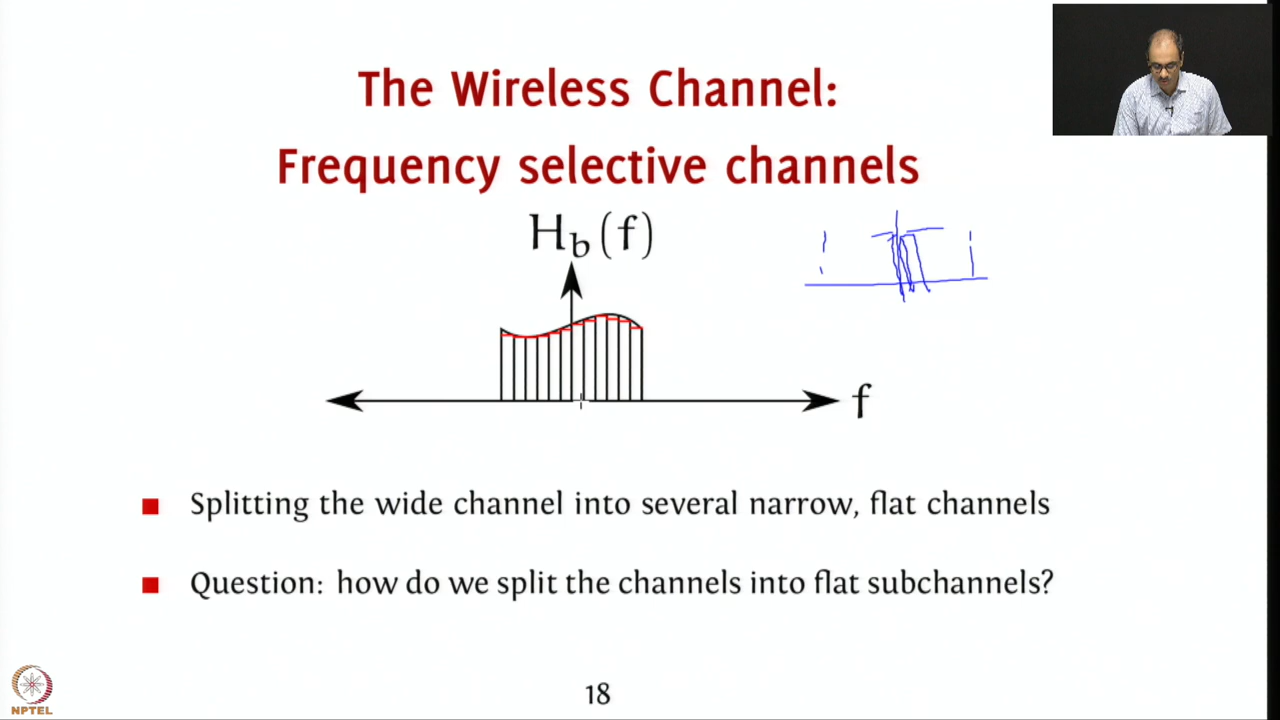 The Wireless Channel:
Frequency selective channels
H_b(f)
f
Splitting the wide channel into several narrow, flat channels
Question: how do we split the channels into flat subchannels?
18
NPTEL